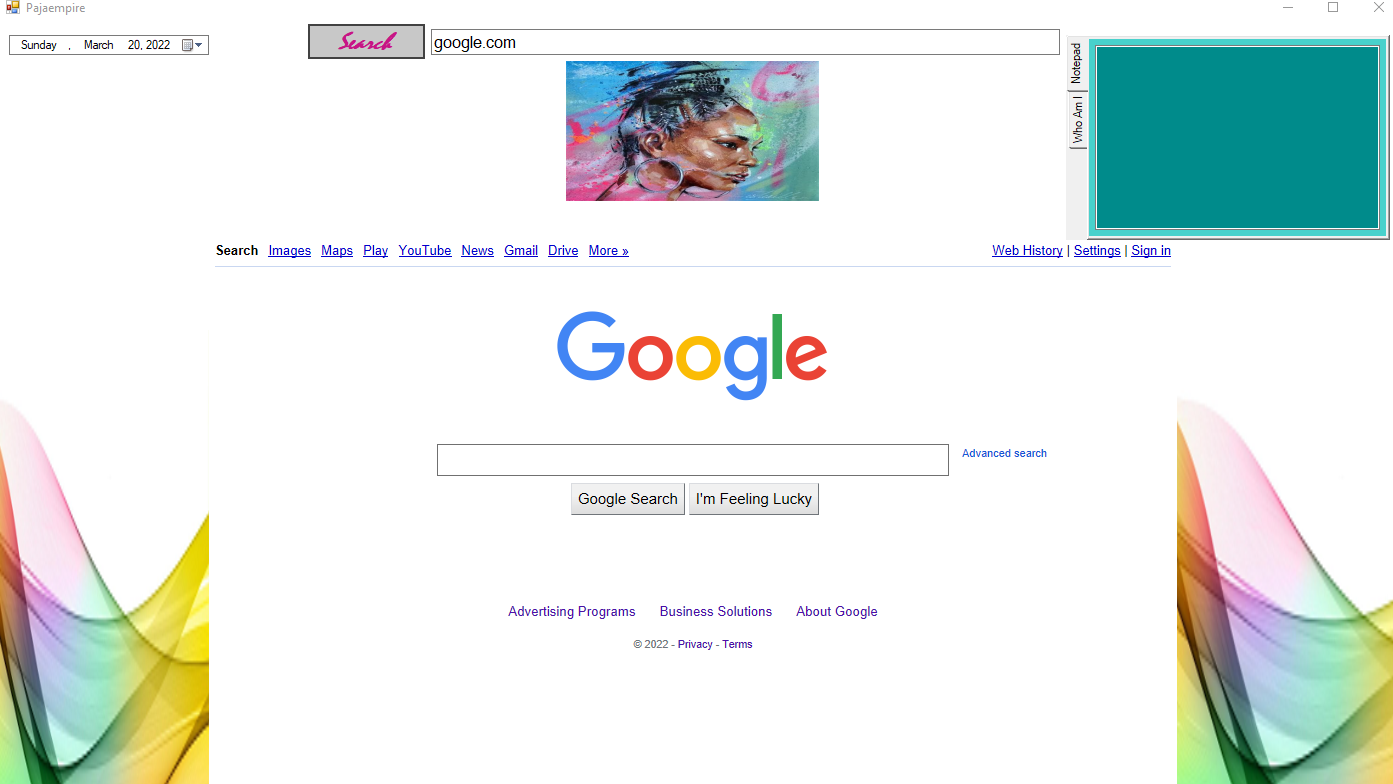 Pajaempire
Sunday , March 20, 2022
Search
google.com
Notepad
Who Am I
Search Images Maps Play YouTube News Gmail Drive More »
Web History | Settings | Sign in
Google
Advanced search
Google Search I'm Feeling Lucky
Advertising Programs Business Solutions About Google
© 2022 - Privacy - Terms